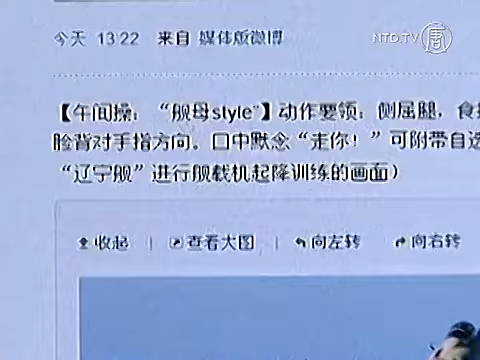 今天 13:22 来自 媒体版微博
NTD.TV 唐
【午间操：“舰母style”】动作要领：侧屈腿，食
脸背对手指方向。口中默念“走你！”可附带自选
“辽宁舰”进行舰载机起降训练的画面）
收起 | 查看大图 | 向左转 向右转